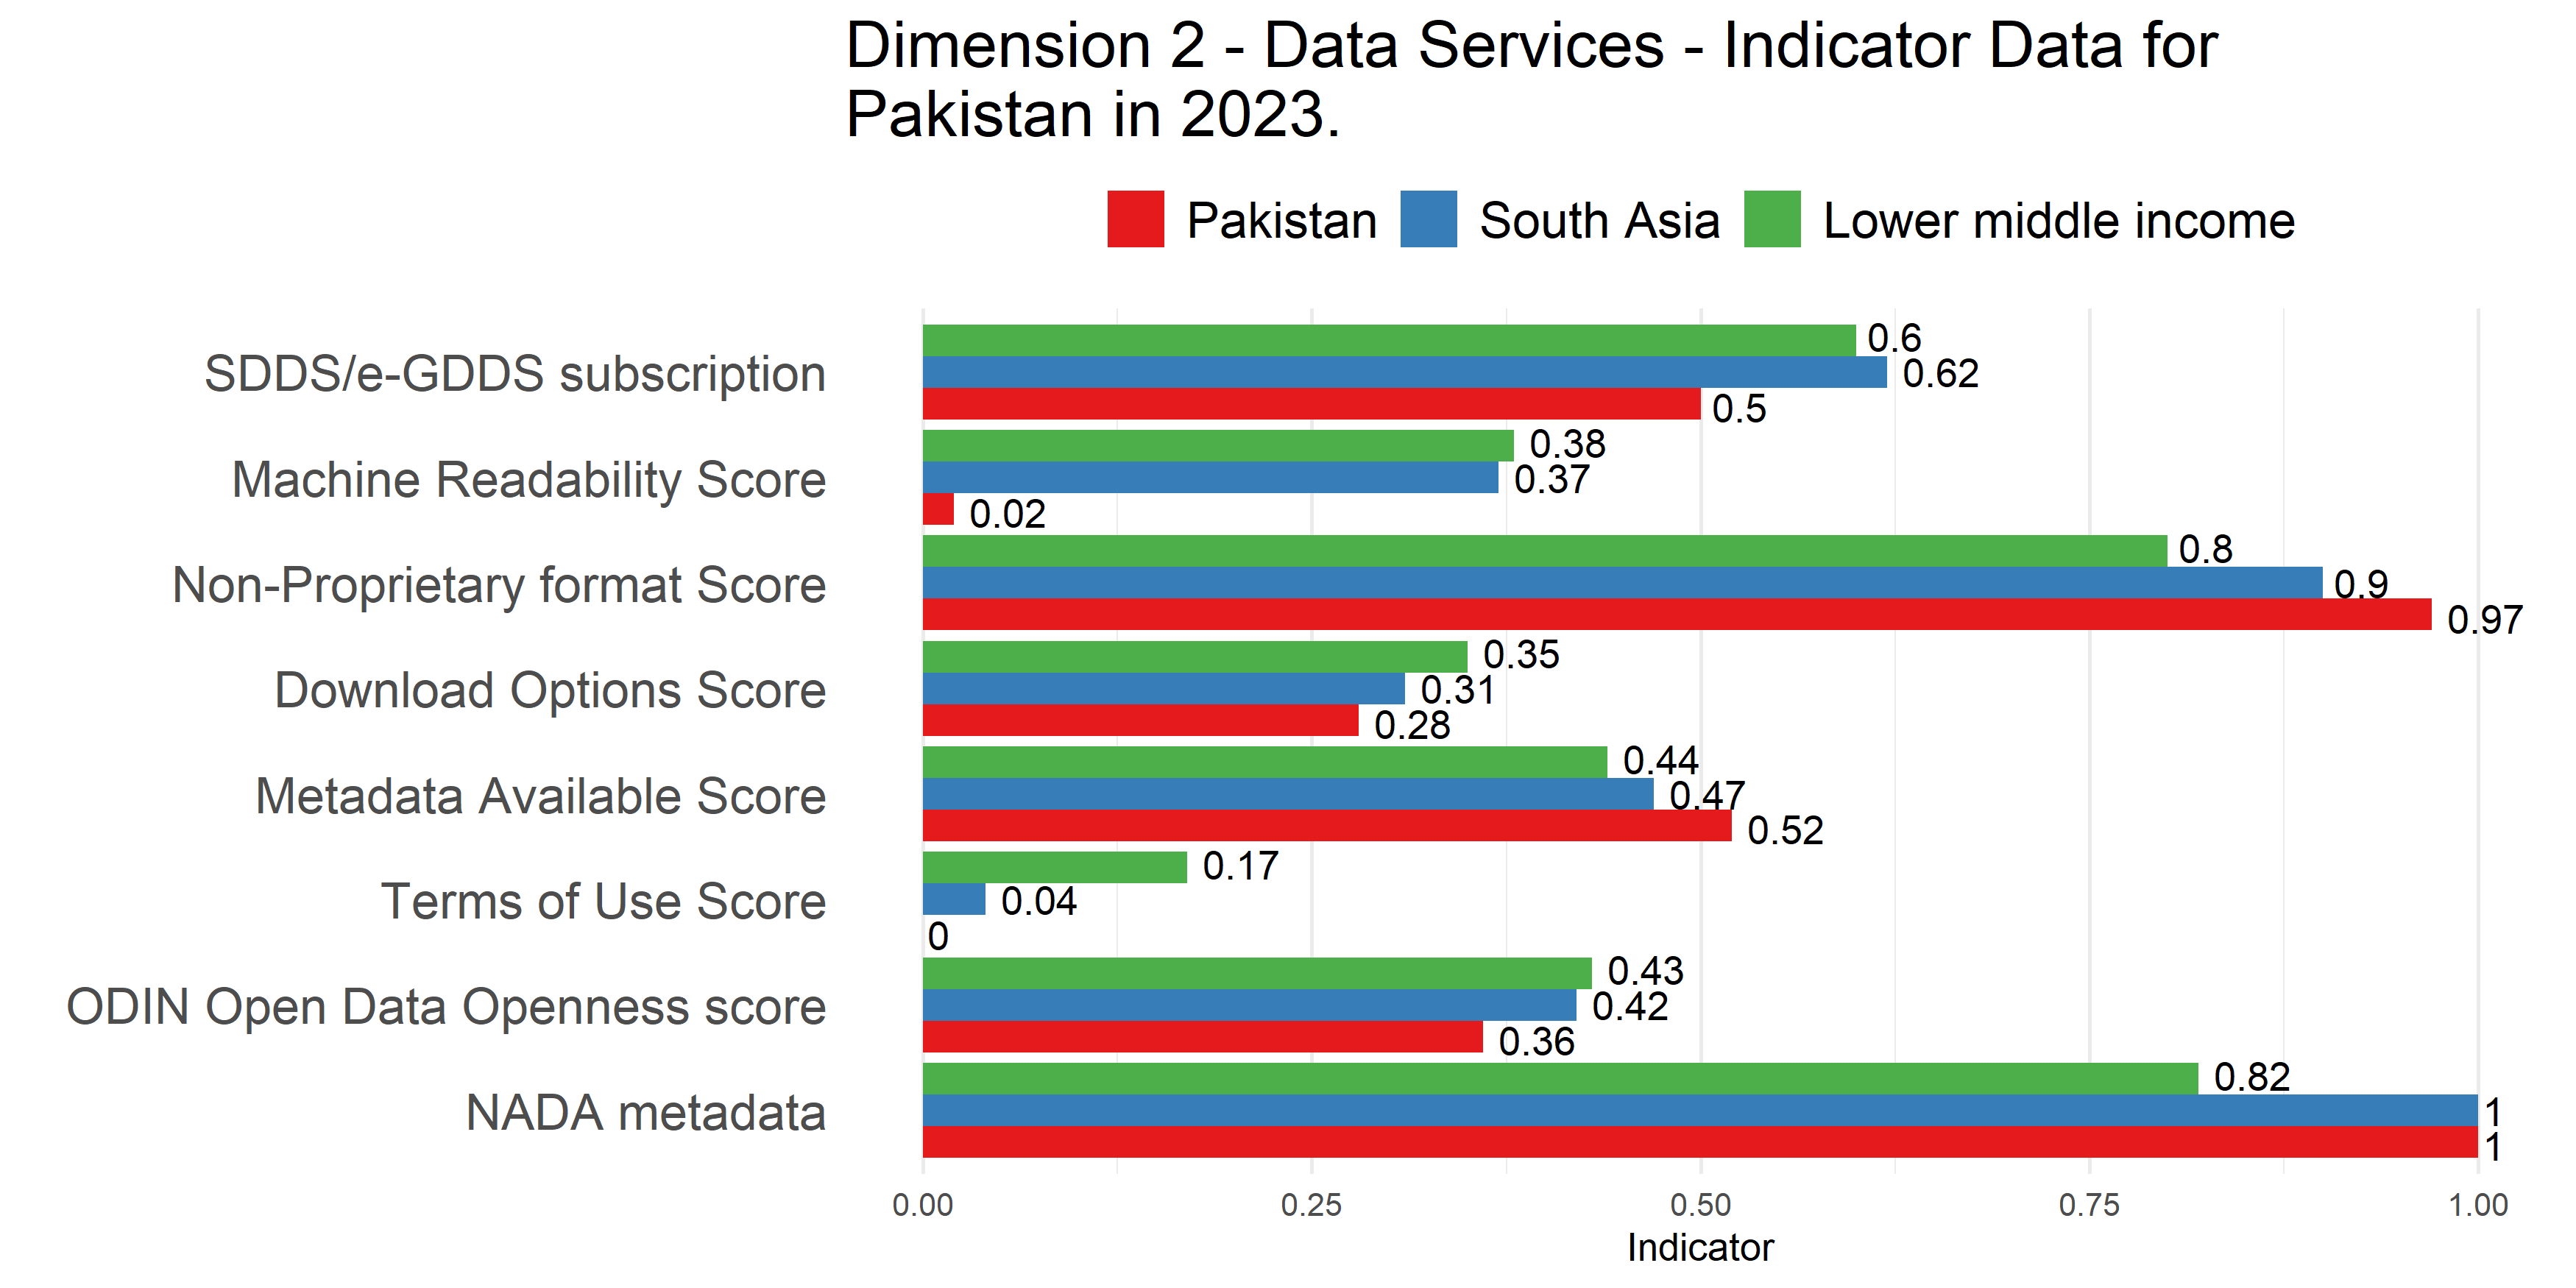 Dimension 2 - Data Services - Indicator Data for
Pakistan in 2023.
Pakistan South Asia Lower middle income
SDDS/e-GDDS subscription
0.6
0.62
0.5
Machine Readability Score
0.38
0.37
0.02
Non-Proprietary format Score
0.8
0.9
0.97
Download Options Score
0.35
0.31
0.28
Metadata Available Score
0.44
0.47
0.52
Terms of Use Score
0.17
0.04
0
ODIN Open Data Openness score
0.43
0.42
0.36
NADA metadata
0.82
1
1
0.00 0.25 0.50 0.75 1.00
Indicator